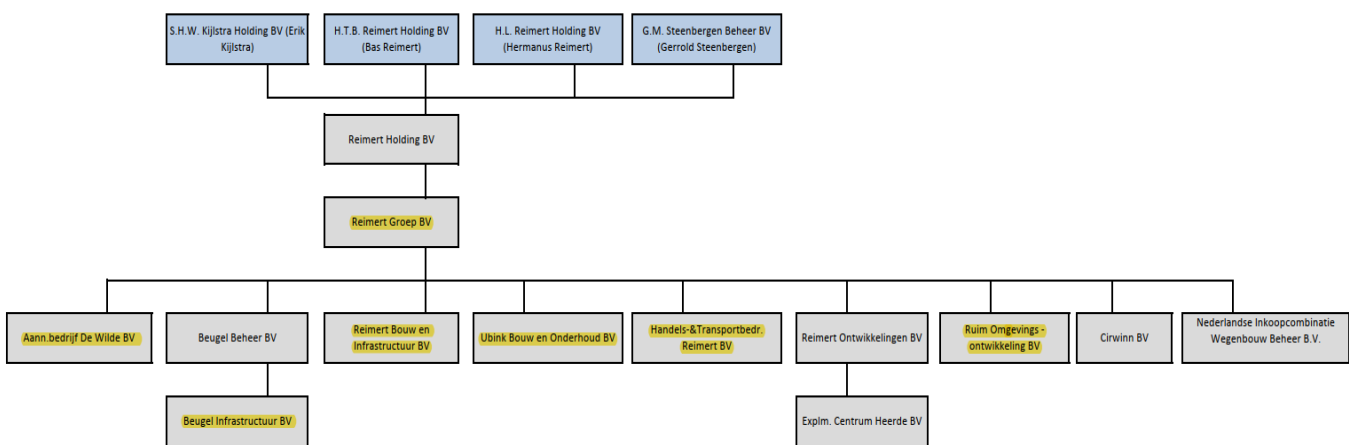 S.H.W. Kijlstra Holding BV (Erik
Kijlstra)
H.T.B. Reimert Holding BV
(Bas Reimert)
H.L. Reimert Holding BV
(Hermanus Reimert)
G.M. Steenbergen Beheer BV
(Gerrold Steenbergen)
Reimert Holding BV
Reimert Groep BV
Aann.bedrijf De Wilde BV
Beugel Beheer BV
Reimert Bouw en
Infrastructuur BV
Ubink Bouw en Onderhoud BV
Handels-&Transportbedr.
Reimert BV
Reimert Ontwikkelingen BV
Ruim Omgevings -
ontwikkeling BV
Cirwinn BV
Nederlandse Inkoopcombinatie
Wegenbouw Beheer B.V.
Beugel Infrastructuur BV
Explm. Centrum Heerde BV